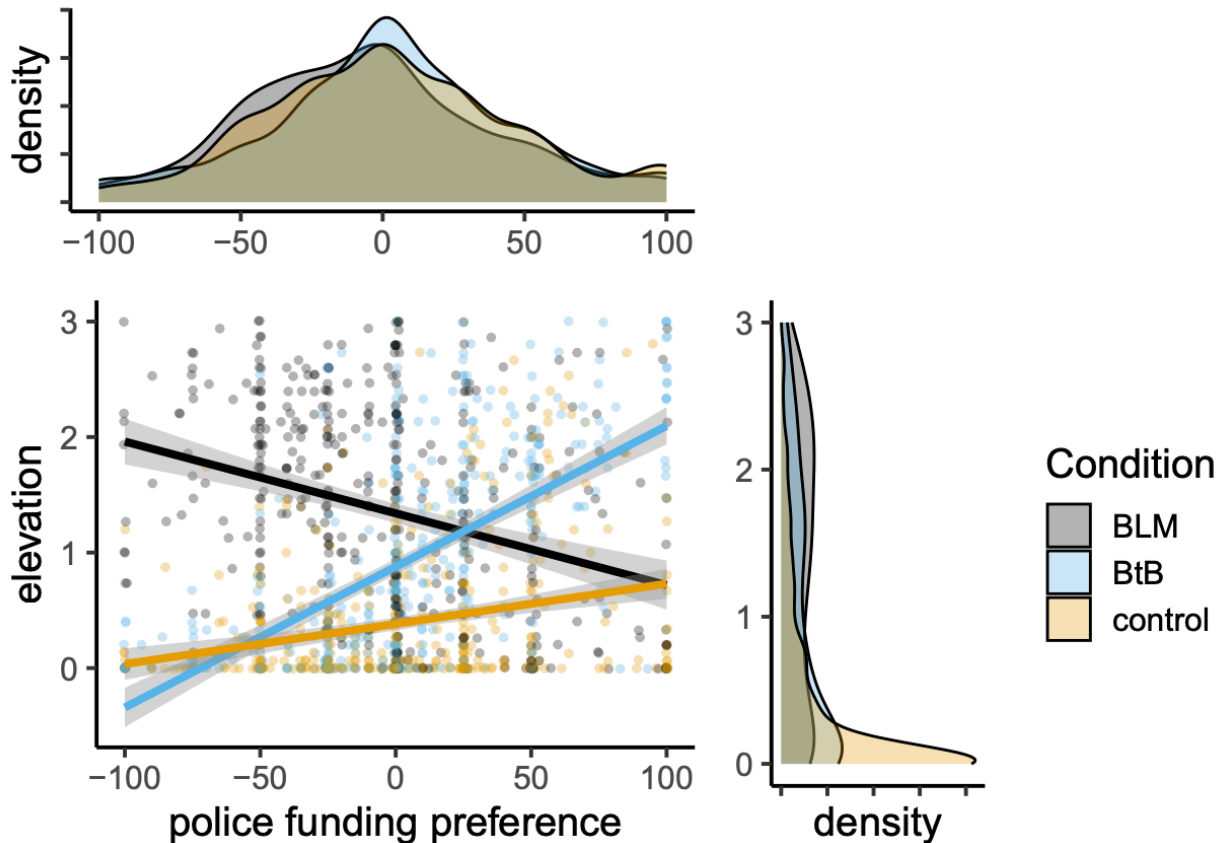 density
−100 −50 0 50 100
3
2
1
0
elevation
−100 −50 0 50 100
police funding preference
3
2
1
0
density
Condition
BLM
BtB
control